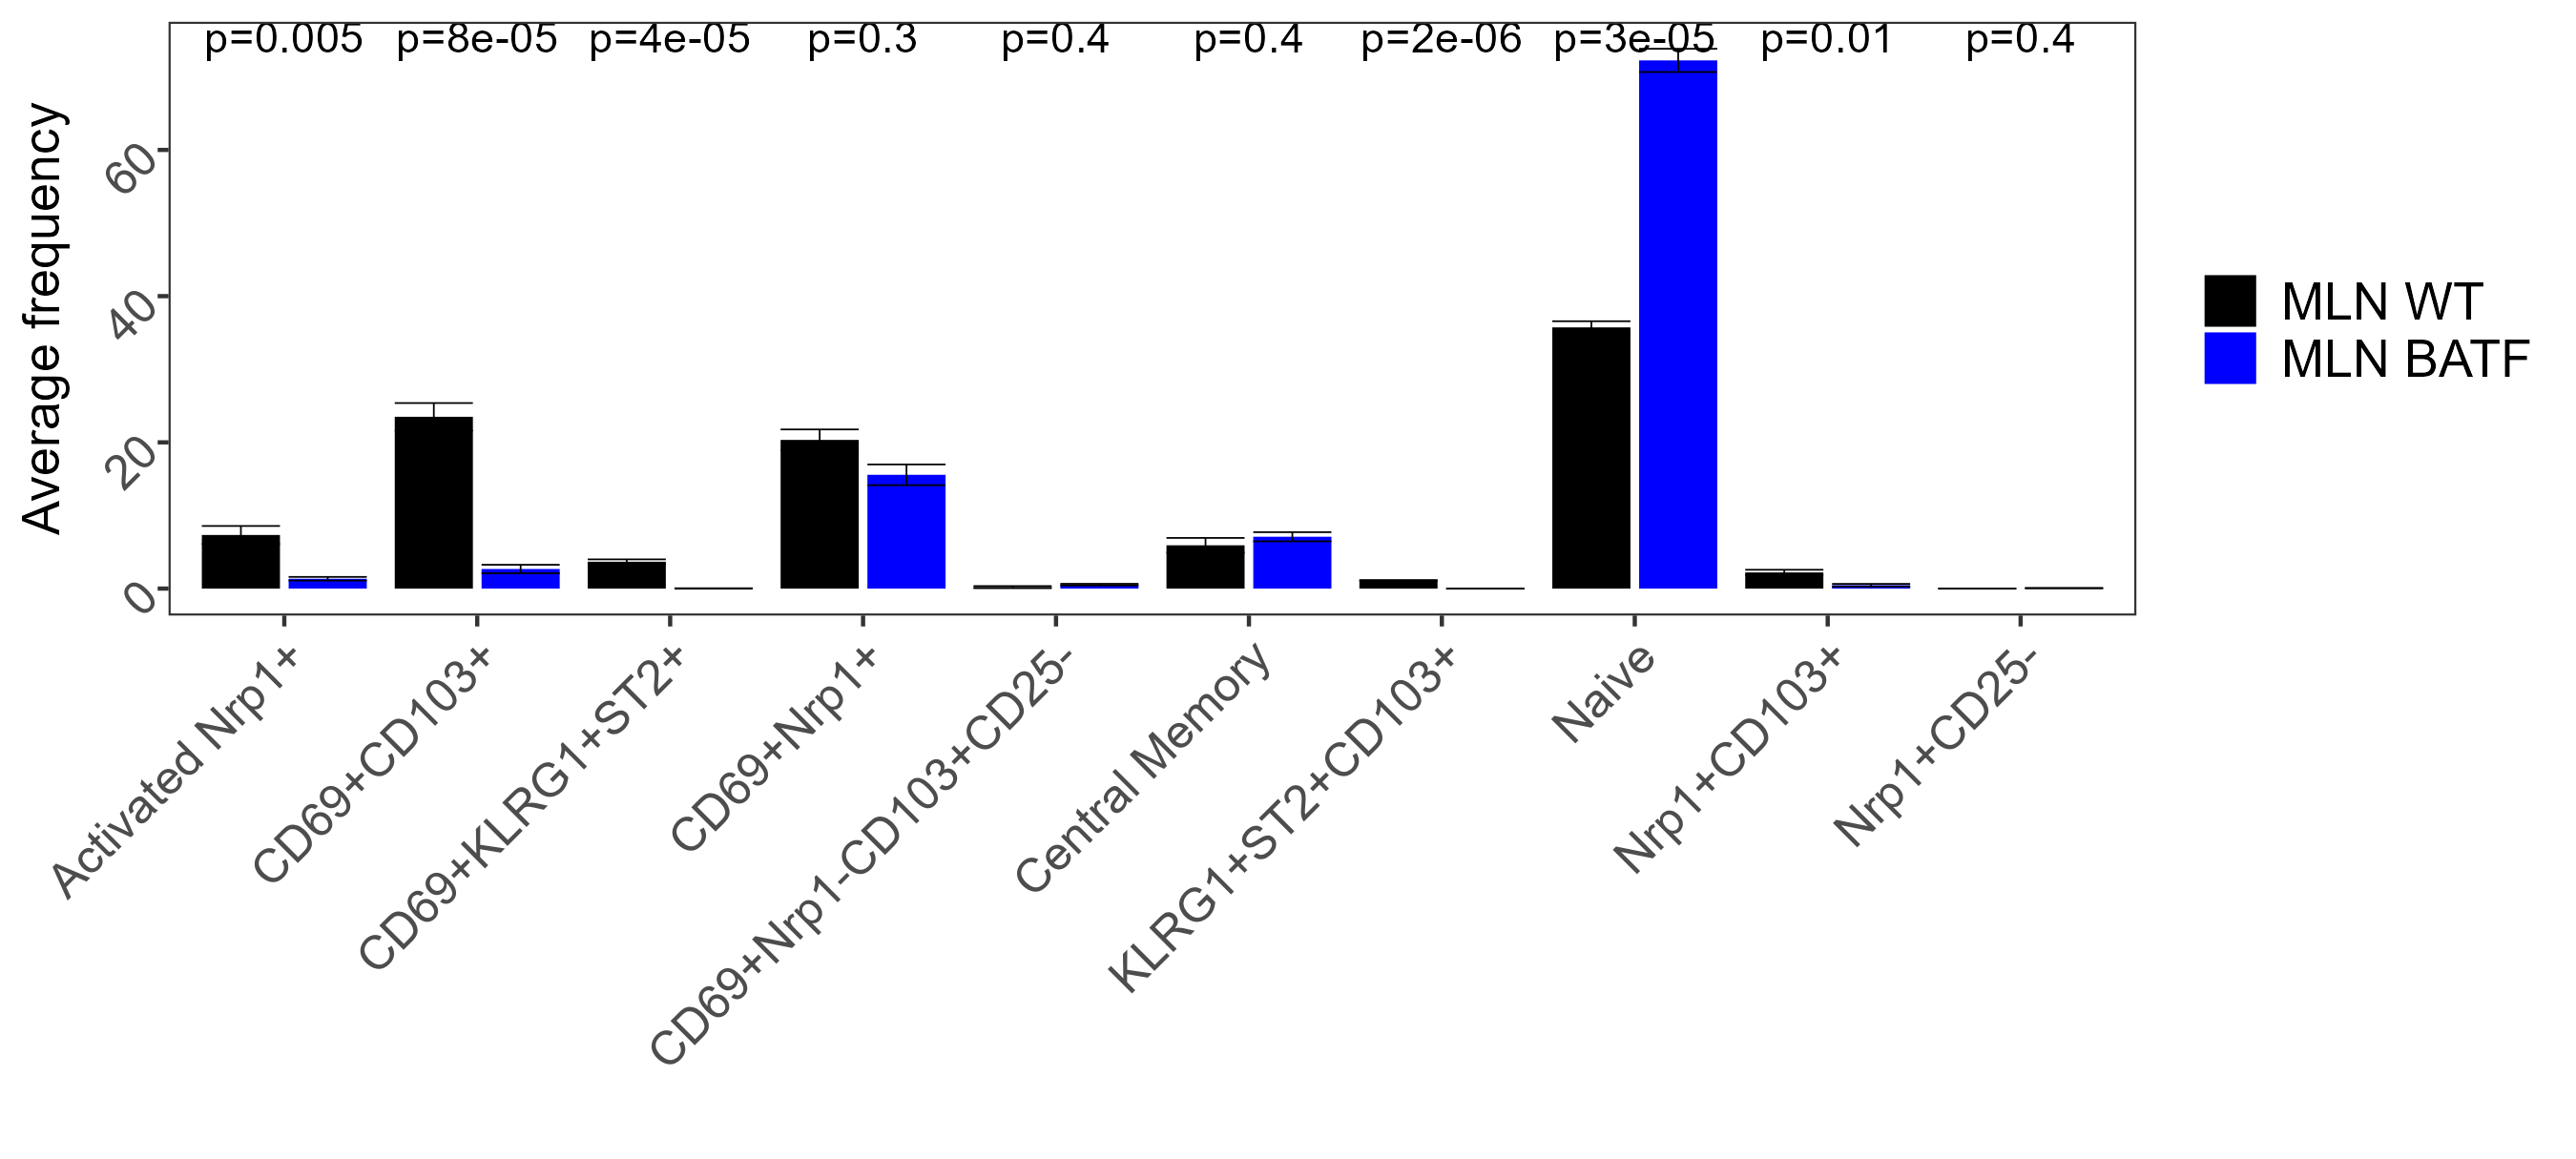 p=0.005 p=8e-05 p=4e-05 p=0.3 p=0.4 p=0.4 p=2e-06 p=3e-05 p=0.01 p=0.4
Average frequency
60
40
20
0
MLN WT
MLN BATF
Activated Nrp1+
CD69+CD103+
CD69+KLRG1+ST2+
CD69+Nrp1+
CD69+Nrp1-CD103+CD25-
Central Memory
KLRG1+ST2+CD103+
Naive
Nrp1+CD103+
Nrp1+CD25-